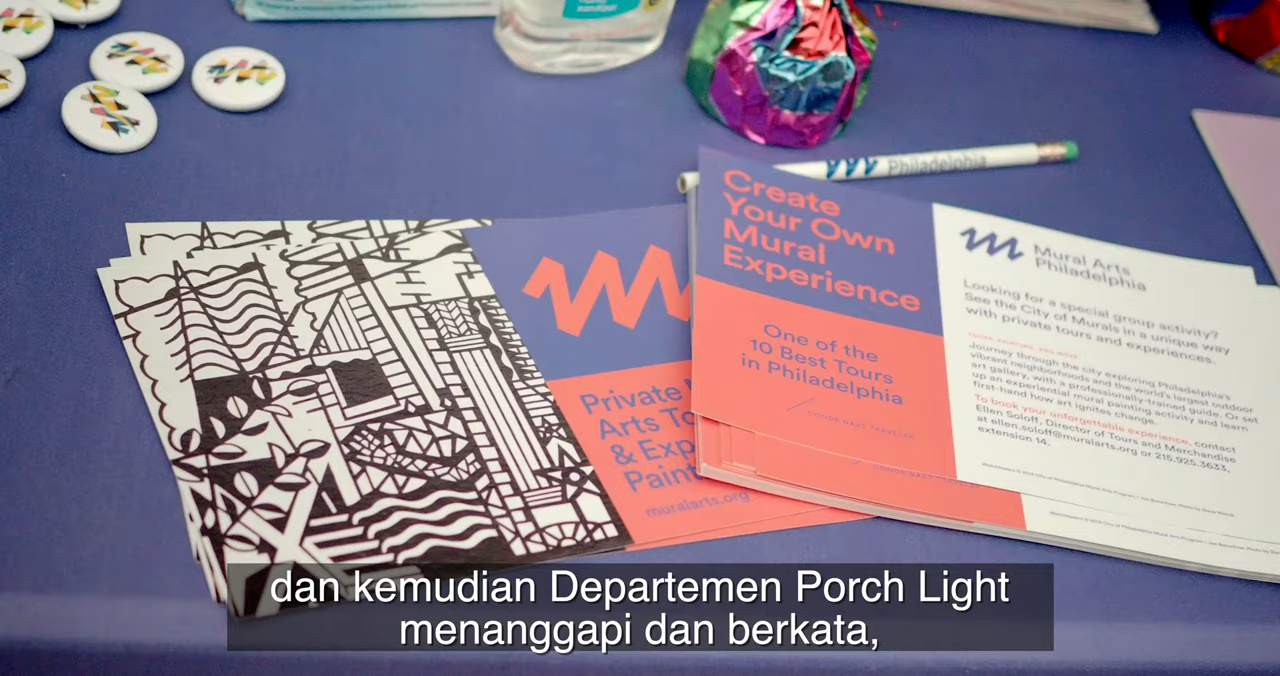 Philadelphia
Create
Your Own
Mural
Experience
One of the
10 Best Tours
in Philadelphia
CONDE NAST TRAVELER
Mural Arts
Philadelphia
Looking for a special group activity?
See the City of Murals in a unique way
with private tours and experiences.
Journey through the city exploring Philadelphia's
vibrant neighborhoods and the world's largest outdoor
art gallery, with a professionally trained guide. Or set
up an experiential mural painting activity and learn
first-hand how art ignites change.
To book your unforgettable experience, contact
Ellen Soloff, Director of Tours and Merchandise
at ellen.soloff@muralarts.org or 215.925.3633,
extension 14.
Private
Arts To
& Exp
Paint
muralarts.org
dan kemudian Departemen Porch Light
menanggapi dan berkata,